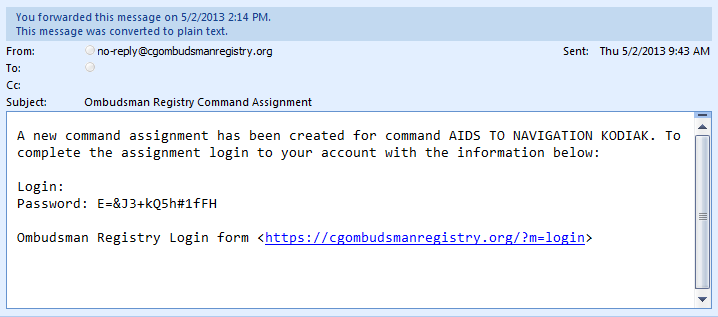 You forwarded this message on 5/2/2013 2:14 PM.
This message was converted to plain text.
From: no-reply@cgombudsmanregistry.org Sent: Thu 5/2/2013 9:43 AM
To:
Cc:
Subject: Ombudsman Registry Command Assignment
A new command assignment has been created for command AIDS TO NAVIGATION KODIAK. To
complete the assignment login to your account with the information below:
Login:
Password: E=&J3+kQ5h#1fFH
Ombudsman Registry Login form <https://cgombudsmanregistry.org/?m=login>